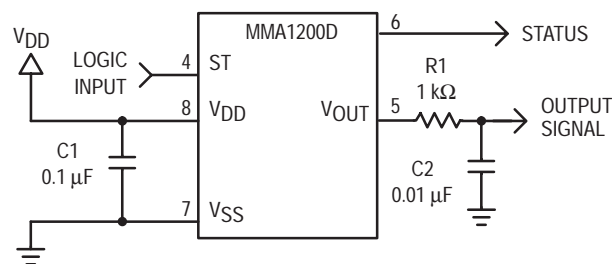 MMA1200D
6
STATUS
VDD
LOGIC
INPUT
4
ST
R1
1 kΩ
8
VDD
VOUT
5
OUTPUT
SIGNAL
C1
0.1 µF
C2
0.01 µF
7
VSS